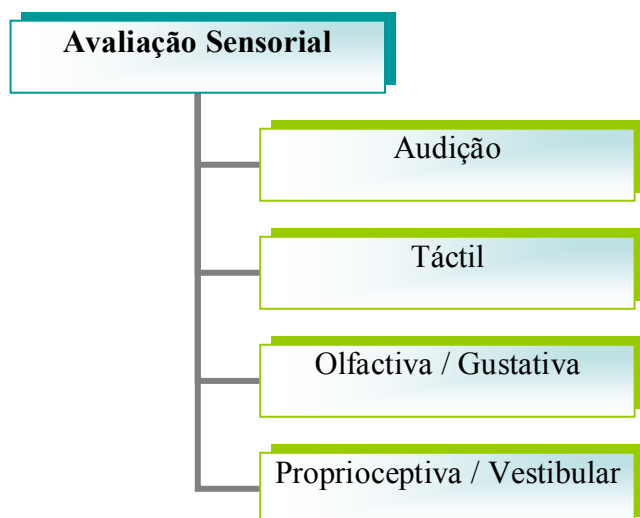 Avaliação Sensorial
Audição
Táctil
Olfactiva / Gustativa
Proprioceptiva / Vestibular